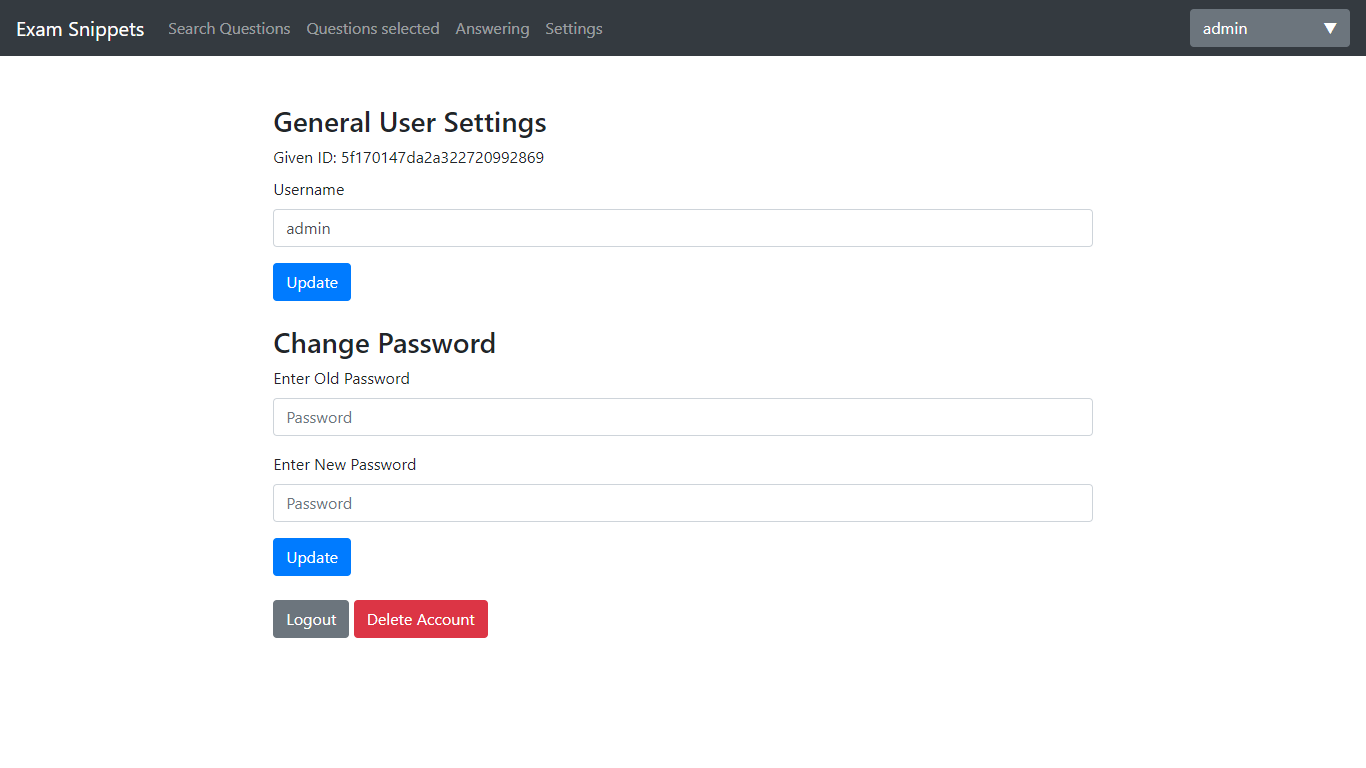 Exam Snippets Search Questions Questions selected Answering Settings admin ▼
General User Settings
Given ID: 5f170147da2a322720992869
Username
admin
Update
Change Password
Enter Old Password
Password
Enter New Password
Password
Update
Logout Delete Account